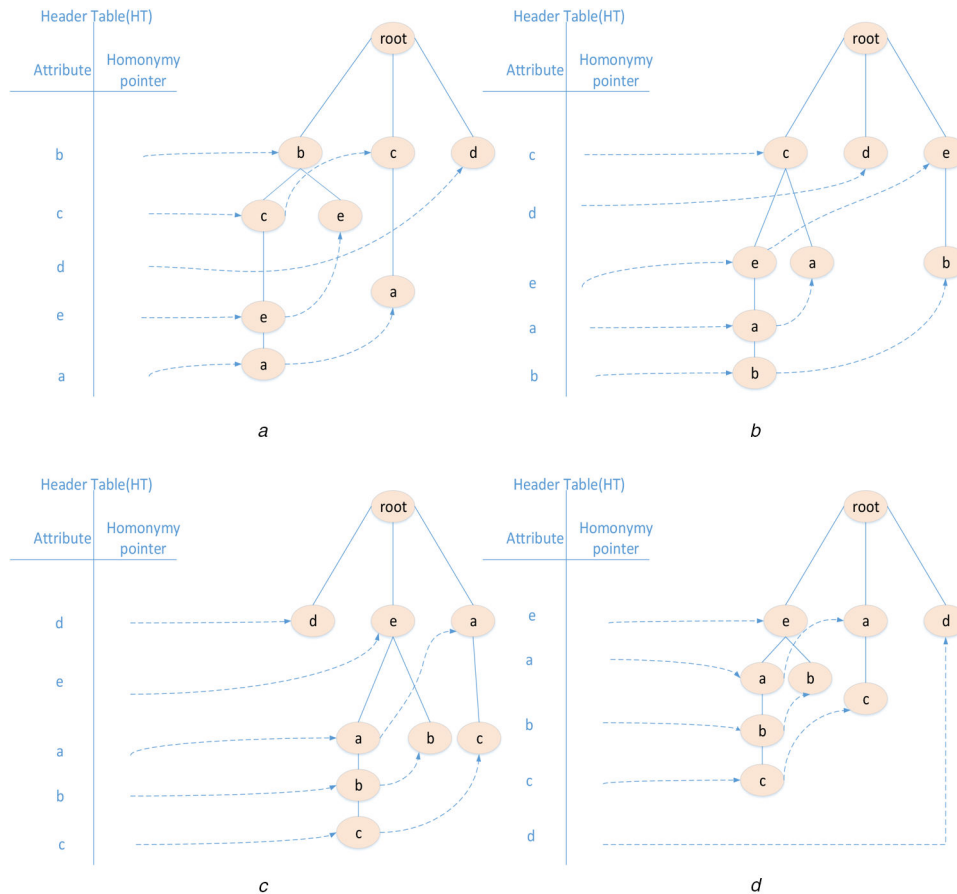 Header Table(HT)
Attribute
Homonymy
pointer
root
b
b
c
d
c
c
e
d
a
e
e
a
a
a
Header Table(HT)
Attribute
Homonymy
pointer
root
c
c
d
e
d
e
e
a
b
a
a
b
b
b
Header Table(HT)
Attribute
Homonymy
pointer
root
d
d
e
a
e
a
a
b
c
b
b
c
c
c
Header Table(HT)
Attribute
Homonymy
pointer
root
e
e
a
d
a
a
b
c
b
b
c
c
d
d